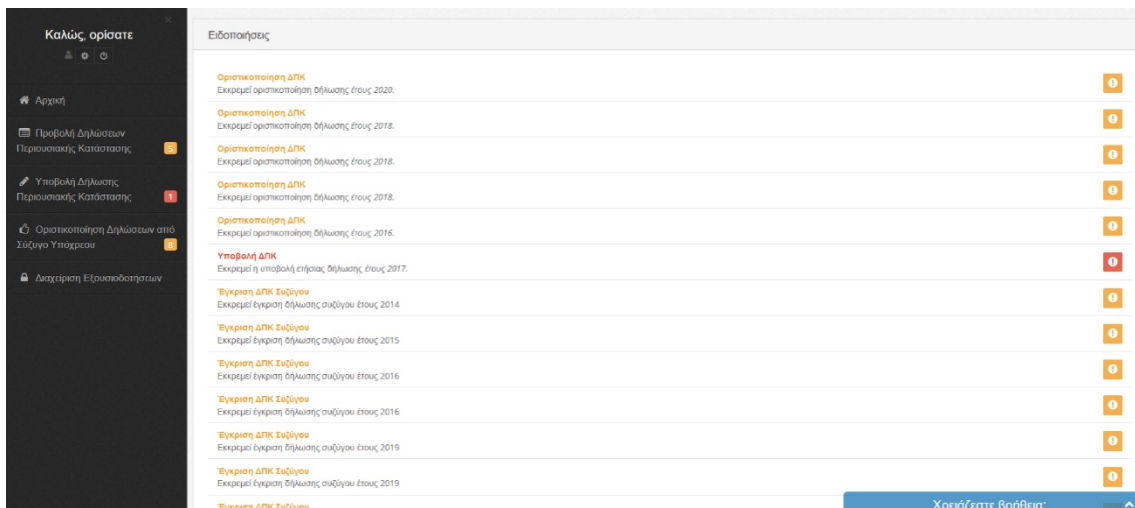 Καλώς, ορίσατε
Αρχική
Προβολή Δηλώσεων
Περιουσιακής Κατάστασης 5
Υποβολή Δήλωσης
Περιουσιακής Κατάστασης 1
Οριστικοποίηση Δηλώσεων από
Σύζυγο Υπόχρεου 8
Διαχείριση Εξουσιοδοτήσεων
Ειδοποιήσεις
Οριστικοποίηση ΔΠΚ
Εκκρεμεί οριστικοποίηση δήλωσης έτους 2020.
Οριστικοποίηση ΔΠΚ
Εκκρεμεί οριστικοποίηση δήλωσης έτους 2018.
Οριστικοποίηση ΔΠΚ
Εκκρεμεί οριστικοποίηση δήλωσης έτους 2018.
Οριστικοποίηση ΔΠΚ
Εκκρεμεί οριστικοποίηση δήλωσης έτους 2018.
Οριστικοποίηση ΔΠΚ
Εκκρεμεί οριστικοποίηση δήλωσης έτους 2016.
Υποβολή ΔΠΚ
Εκκρεμεί η υποβολή ετήσιας δήλωσης έτους 2017.
Έγκριση ΔΠΚ Συζύγου
Εκκρεμεί έγκριση δήλωσης συζύγου έτους 2014
Έγκριση ΔΠΚ Συζύγου
Εκκρεμεί έγκριση δήλωσης συζύγου έτους 2015
Έγκριση ΔΠΚ Συζύγου
Εκκρεμεί έγκριση δήλωσης συζύγου έτους 2016
Έγκριση ΔΠΚ Συζύγου
Εκκρεμεί έγκριση δήλωσης συζύγου έτους 2016
Έγκριση ΔΠΚ Συζύγου
Εκκρεμεί έγκριση δήλωσης συζύγου έτους 2019
Έγκριση ΔΠΚ Συζύγου
Εκκρεμεί έγκριση δήλωσης συζύγου έτους 2019
Έγκριση ΔΠΚ Συζύγου
Χρειάζεστε βοήθεια;